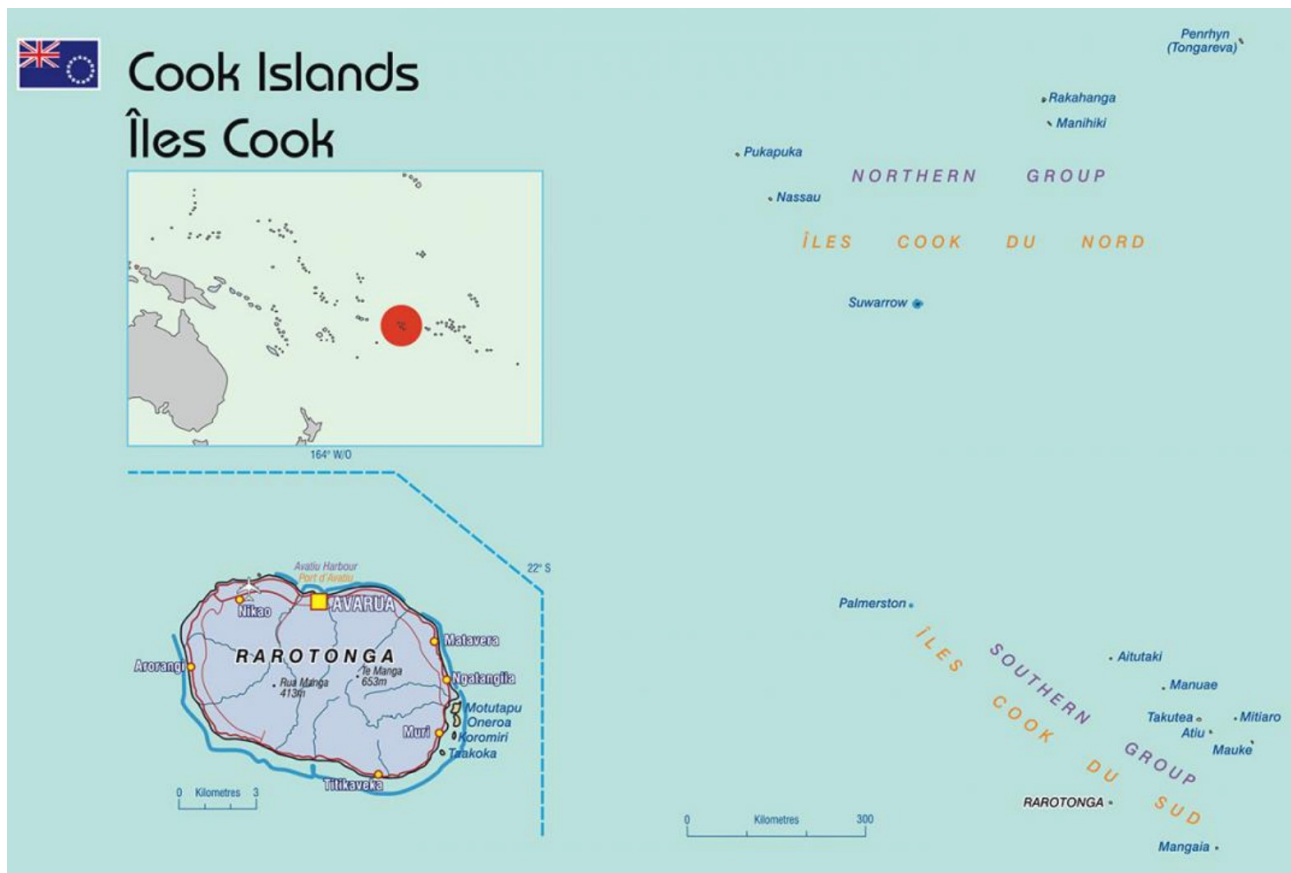 Cook Islands
Îles Cook
164° W/O
22° S
Avatiu Harbour
Port d'Avatiu
Nikao
AVARUA
Matavera
Arorangi
RAROTONGA
Rua Manga
413m
Te Manga
653m
Ngatangiia
Motutapu
Oneroa
Koromiri
Taakoka
Muri
Titikaveka
0 Kilometres 3
Penrhyn
(Tongareva)
Rakahanga
Manihiki
Pukapuka
NORTHERN GROUP
Nassau
ÎLES COOK DU NORD
Suwarrow
Palmerston
ÎLES COOK DU SUD
SOUTHERN GROUP
Aitutaki
Manuae
Takutea
Mitiaro
Atiu
Mauke
RAROTONGA
Mangaia
0 Kilometres 300